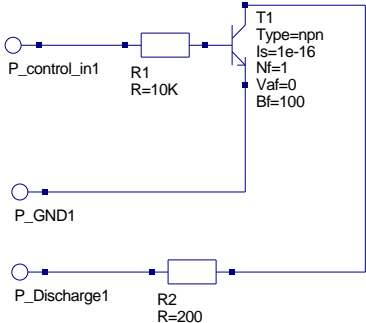 T1
Type=npn
Is=1e-16
Nf=1
Vaf=0
Bf=100
P_control_in1
R1
R=10K
P_GND1
P_Discharge1
R2
R=200